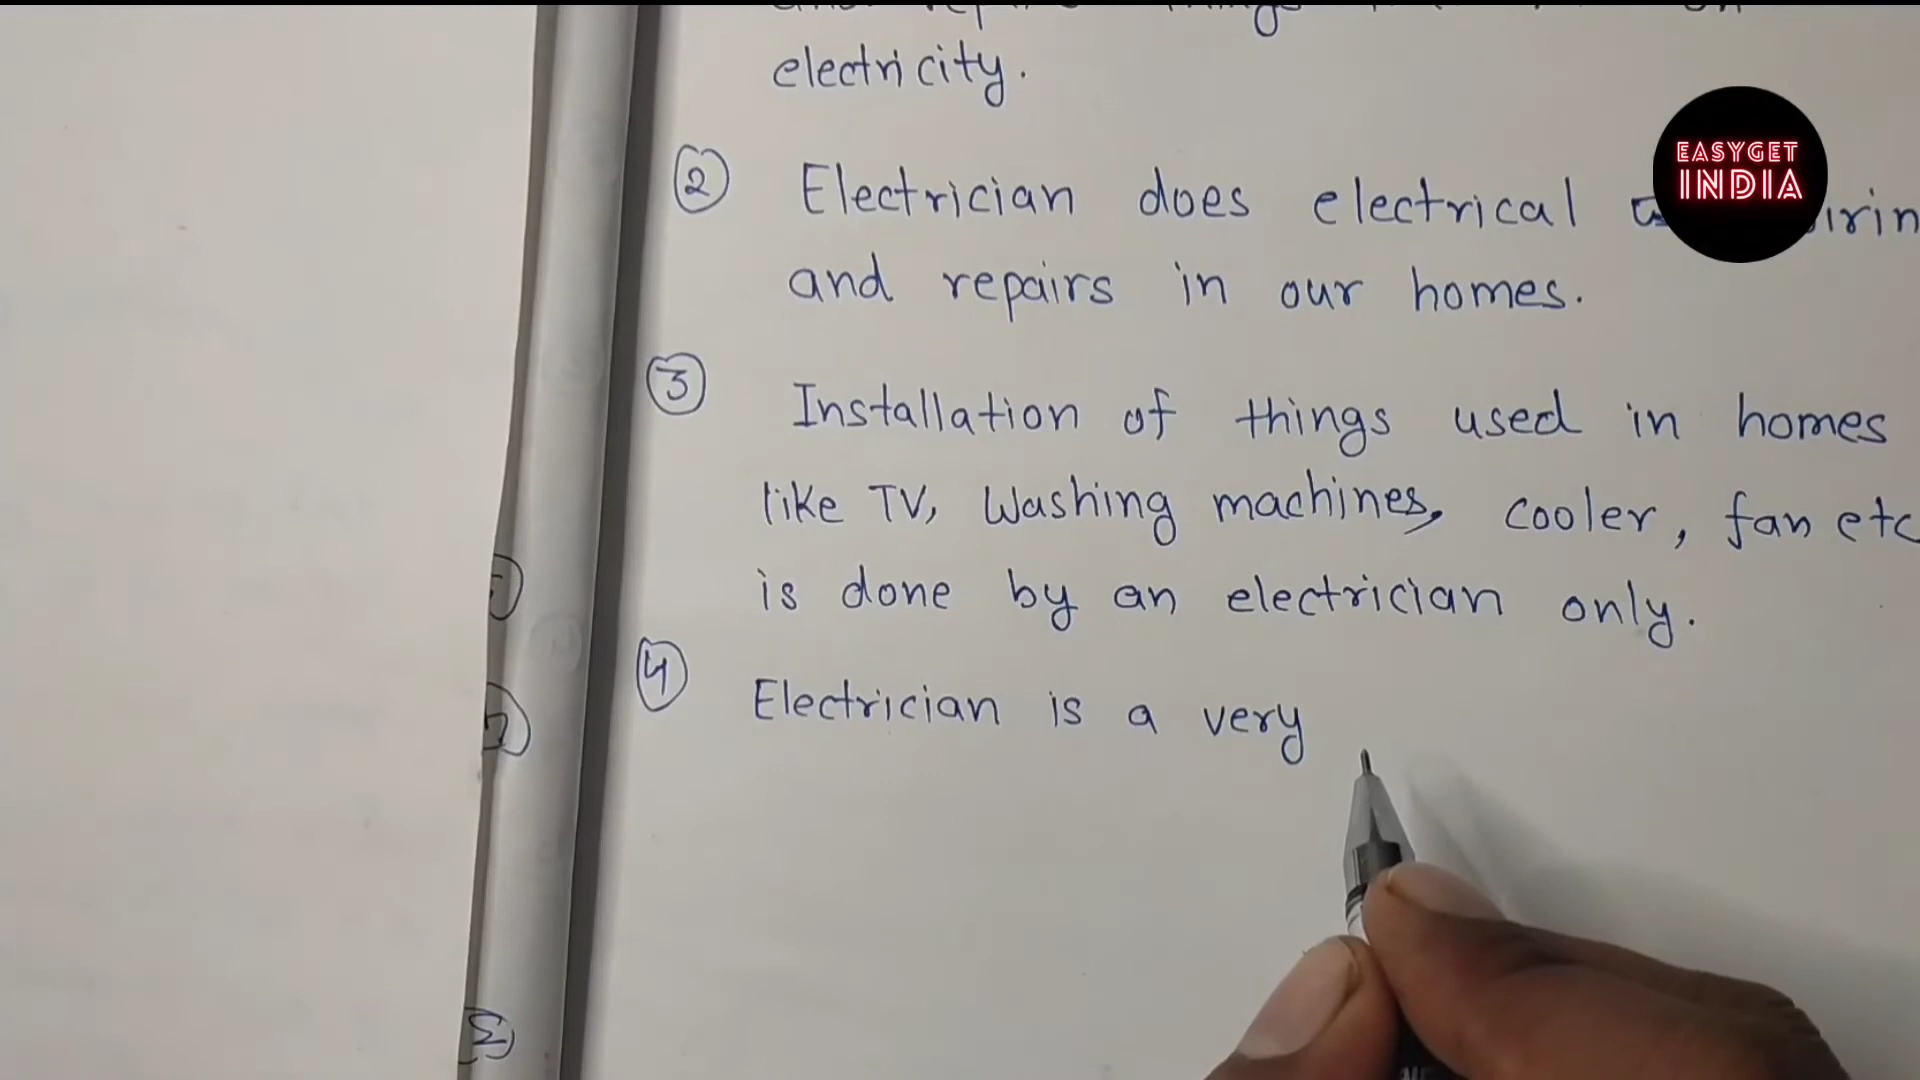 electricity.
② Electrician does electrical
and repairs in our homes.
③ Installation of things used in homes
like TV, Washing machines, cooler, fan etc
is done by an electrician only.
④ Electrician is a very
EASYGET
INDIA